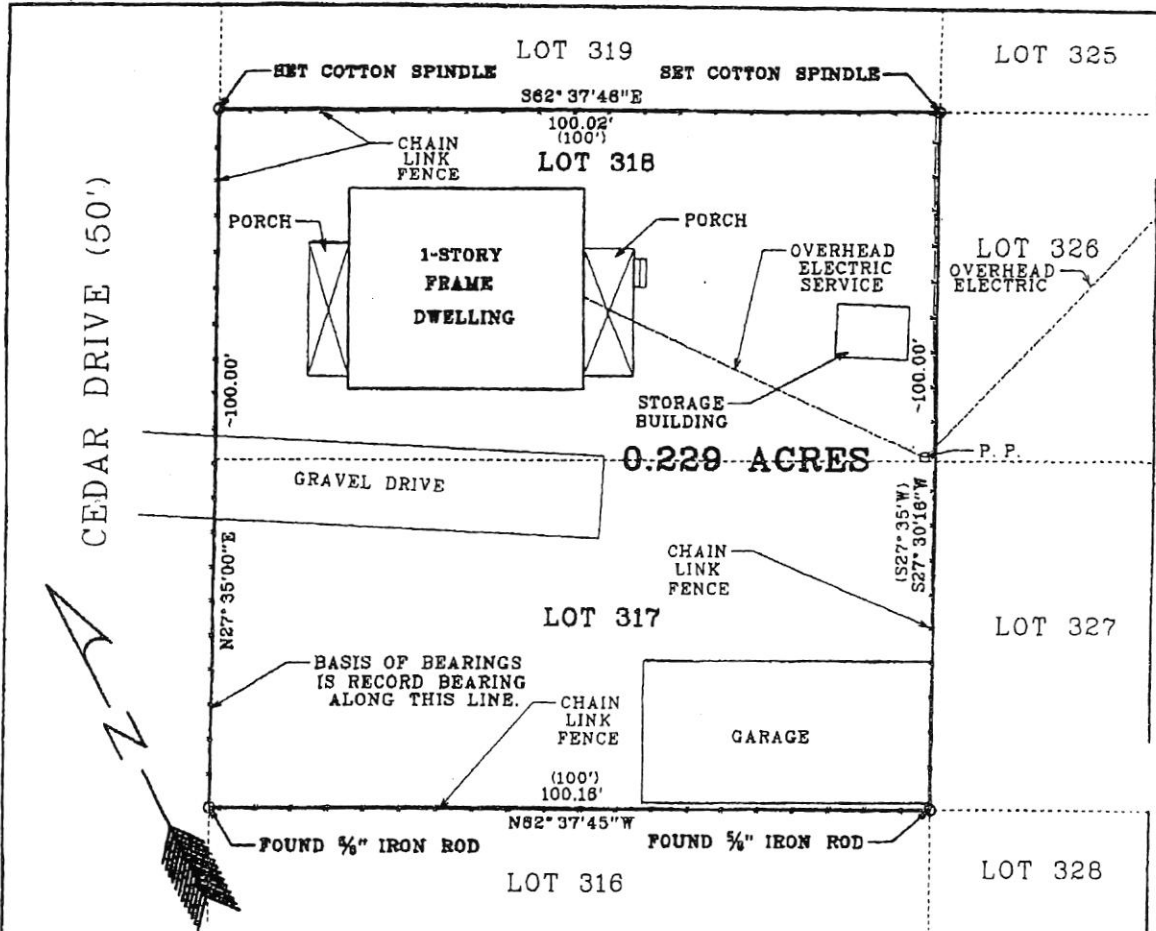 LOT 319
LOT 325
SET COTTON SPINDLE
SET COTTON SPINDLE
S62°37'46"E
100.02'
(100')
LOT 318
CHAIN
LINK
FENCE
PORCH
PORCH
1-STORY
FRAME
DWELLING
OVERHEAD
ELECTRIC
SERVICE
LOT 326
OVERHEAD
ELECTRIC
CEDAR DRIVE (50')
~100.00'
~100.00'
STORAGE
BUILDING
0.229 ACRES
P. P.
GRAVEL DRIVE
(S27°35'W)
S27°30'16"W
CHAIN
LINK
FENCE
N27°35'00"E
LOT 317
LOT 327
BASIS OF BEARINGS
IS RECORD BEARING
ALONG THIS LINE.
CHAIN
LINK
FENCE
GARAGE
N
(100')
100.16'
N62°37'45"W
FOUND ⅝" IRON ROD
FOUND ⅝" IRON ROD
LOT 316
LOT 328